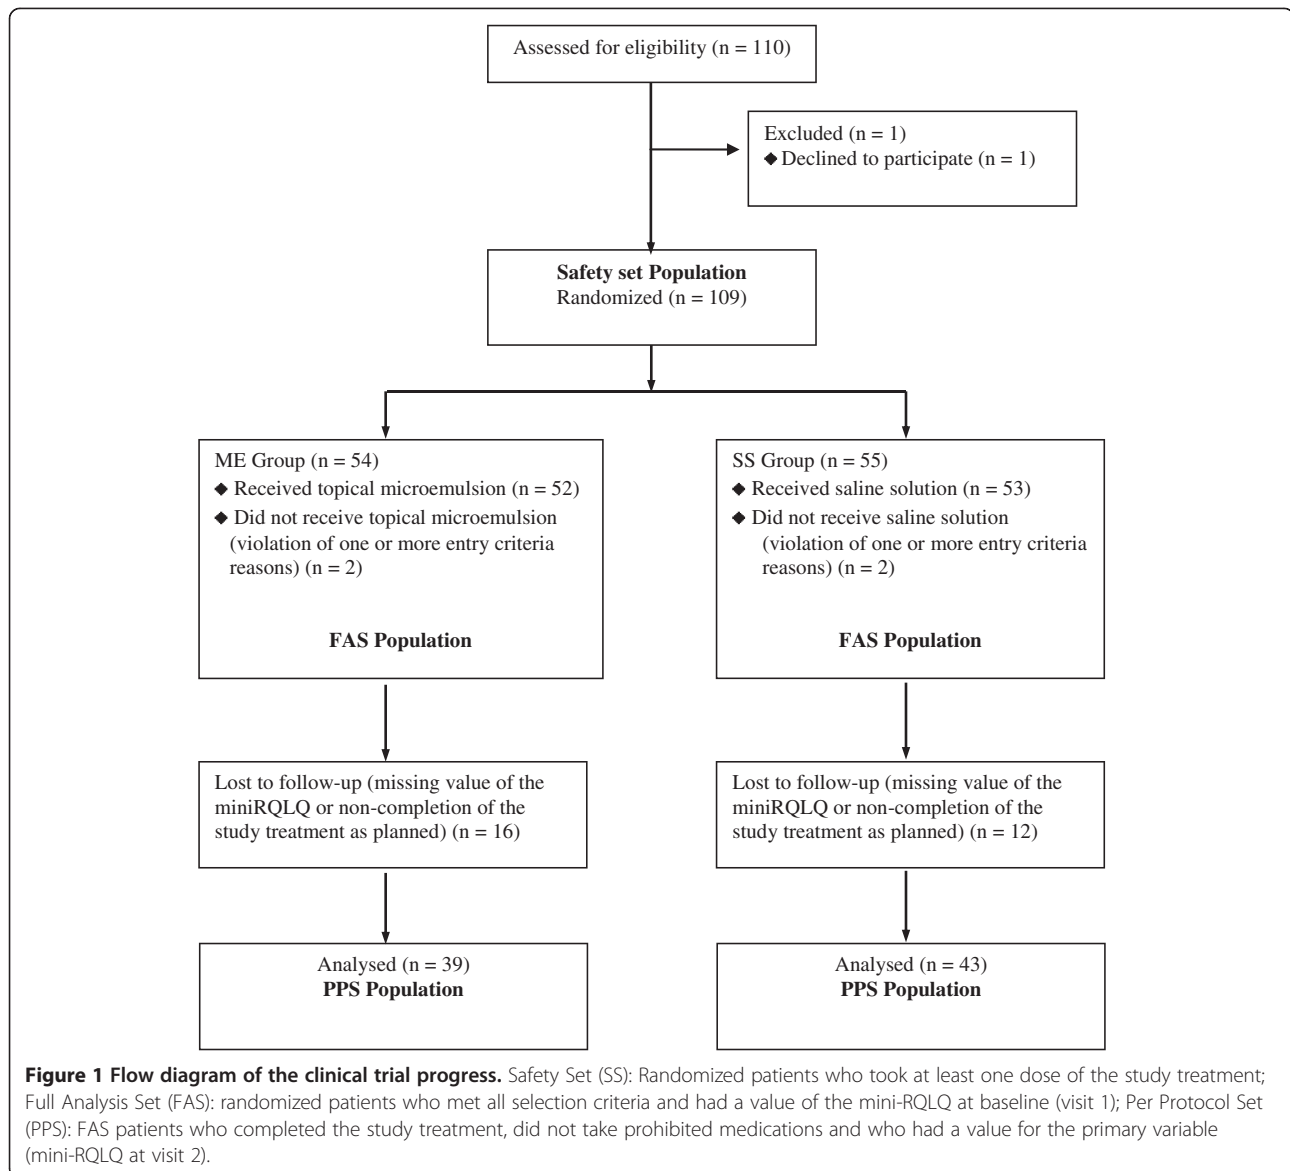 Assessed for eligibility (n = 110)
Excluded (n = 1)
◆ Declined to participate (n = 1)
Safety set Population
Randomized (n = 109)
ME Group (n = 54)
◆ Received topical microemulsion (n = 52)
◆ Did not receive topical microemulsion
(violation of one or more entry criteria
reasons) (n = 2)
FAS Population
SS Group (n = 55)
◆ Received saline solution (n = 53)
◆ Did not receive saline solution
(violation of one or more entry criteria
reasons) (n = 2)
FAS Population
Lost to follow-up (missing value of the
miniRQLQ or non-completion of the
study treatment as planned) (n = 16)
Lost to follow-up (missing value of the
miniRQLQ or non-completion of the
study treatment as planned) (n = 12)
Analysed (n = 39)
PPS Population
Analysed (n = 43)
PPS Population
Figure 1 Flow diagram of the clinical trial progress. Safety Set (SS): Randomized patients who took at least one dose of the study treatment;
Full Analysis Set (FAS): randomized patients who met all selection criteria and had a value of the mini-RQLQ at baseline (visit 1); Per Protocol Set
(PPS): FAS patients who completed the study treatment, did not take prohibited medications and who had a value for the primary variable
(mini-RQLQ at visit 2).